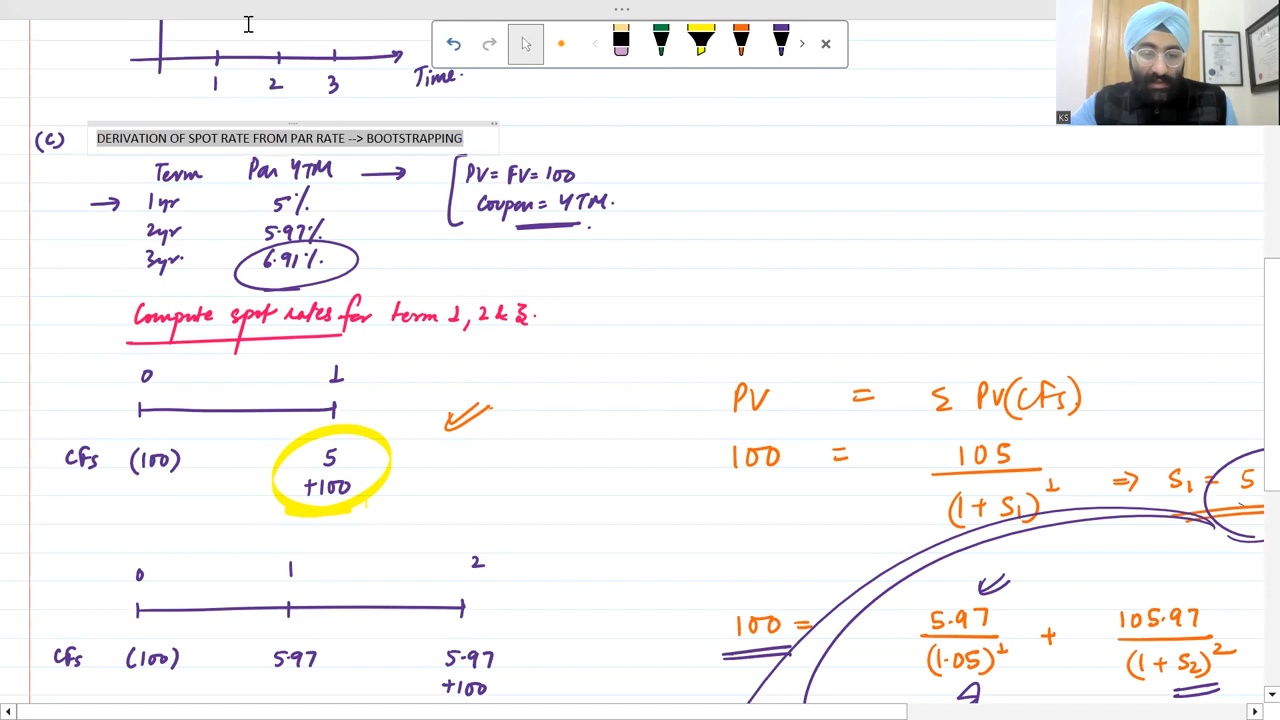 1 2 3 Time.
(C) DERIVATION OF SPOT RATE FROM PAR RATE --> BOOTSTRAPPING
Term Par YTM → PV = FV = 100
→ 1yr 5% Coupon = YTM.
2yr 5.97%
3yr. 6.91%.
Compute spot rates for term 1, 2 & 3.
0 1
PV = Σ PV(CFs)
CFs (100) 5 100 = 105
+100 (1 + S₁)¹ ⇒ S₁ = 5
0 1 2
100 = 5.97 + 105.97
(1.05)¹ (1 + S₂)²
CFs (100) 5.97 5.97
+100
KS